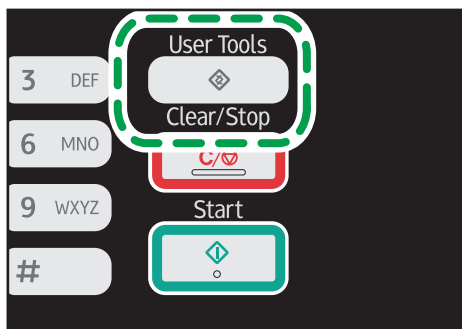 User Tools
3 DEF
Clear/Stop
6 MNO
C/
9 WXYZ
Start
#